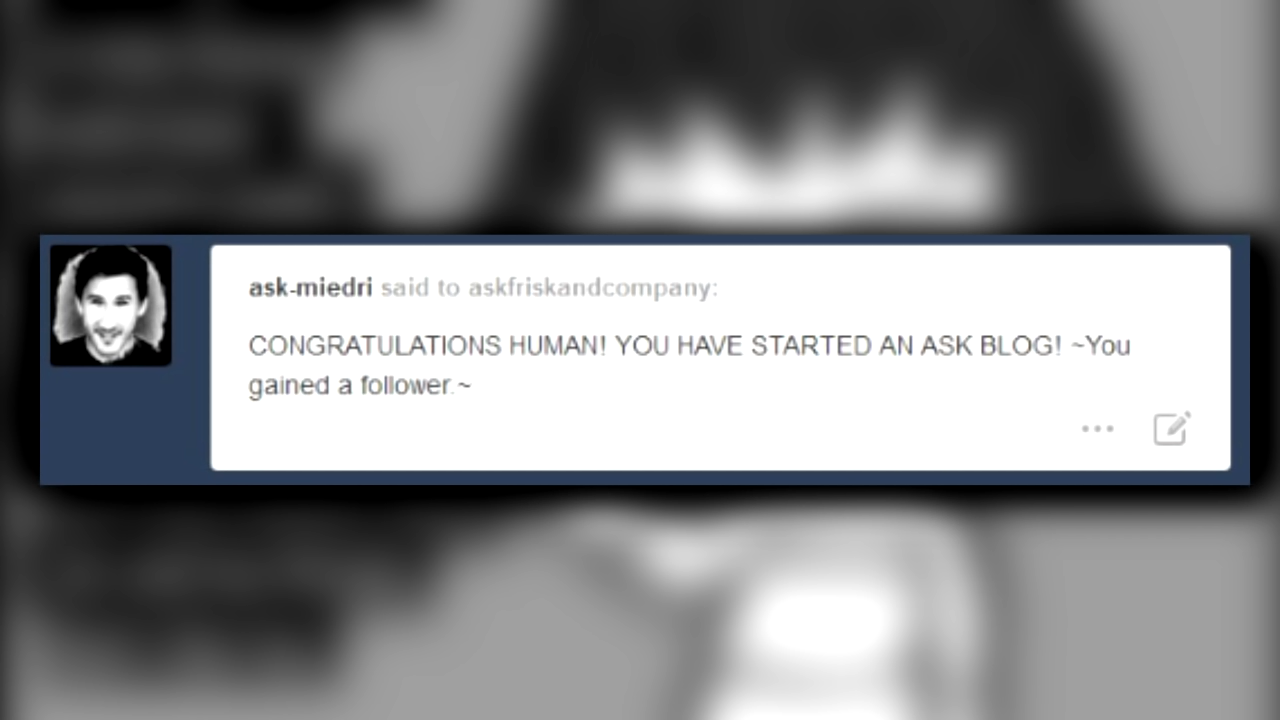 ask-miedri said to askfriskandcompany:
CONGRATULATIONS HUMAN! YOU HAVE STARTED AN ASK BLOG! ~You
gained a follower.~